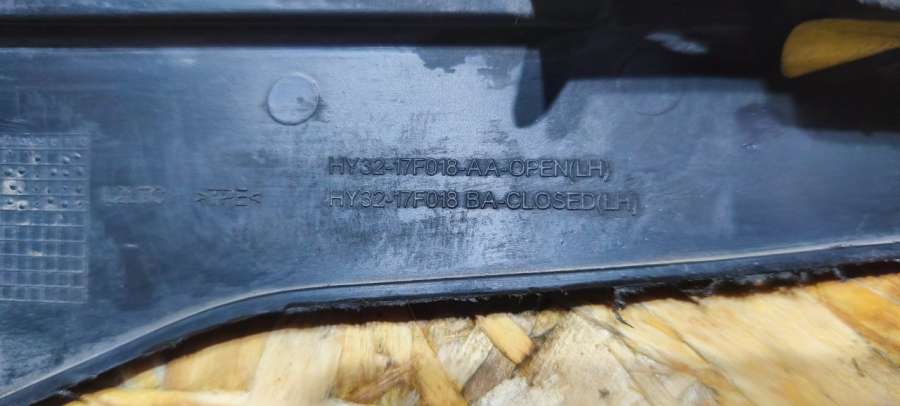 HY32-17F018-AA-OPEN(LH)
>TPE< HY32-17F018 BA-CLOSED(LH)